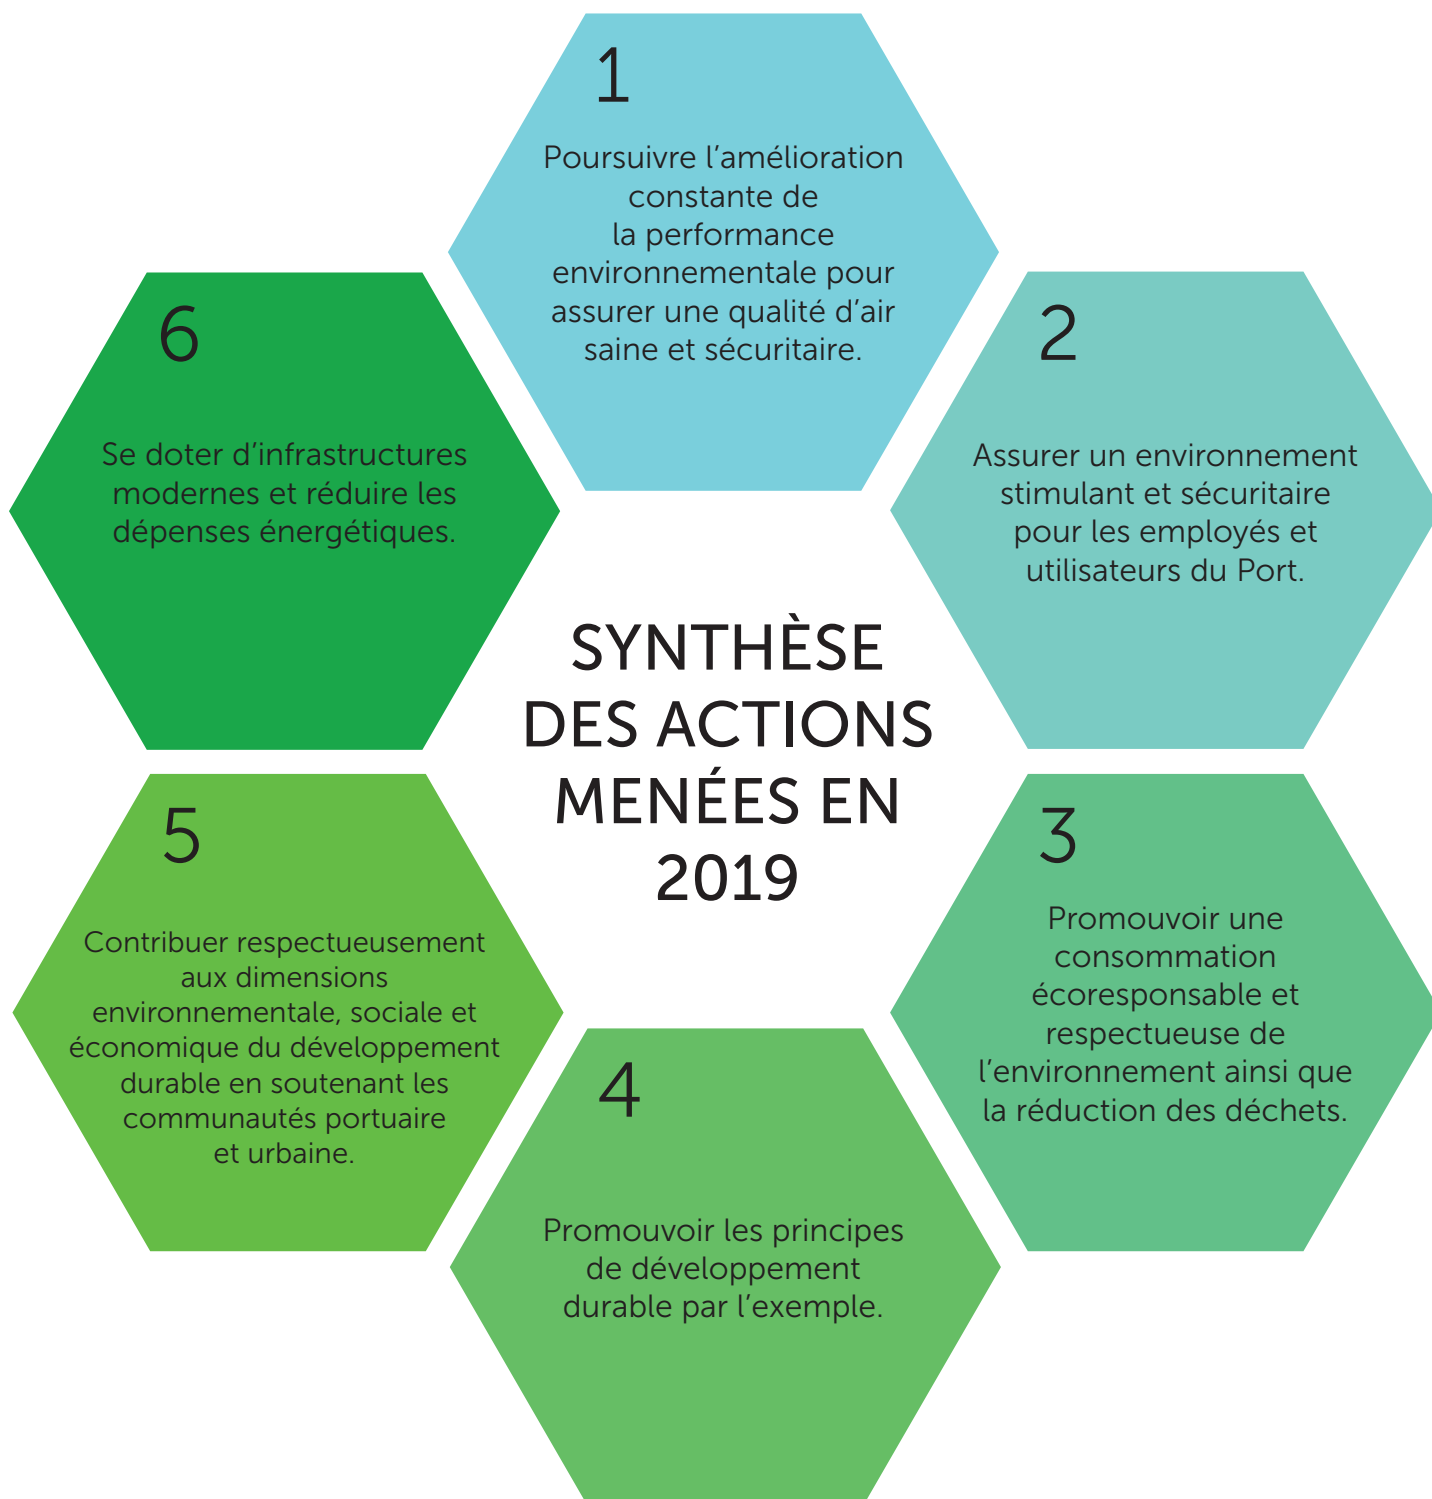 SYNTHÈSE
DES ACTIONS
MENÉES EN
2019
1
Poursuivre l'amélioration
constante de
la performance
environnementale pour
assurer une qualité d'air
saine et sécuritaire.
2
Assurer un environnement
stimulant et sécuritaire
pour les employés et
utilisateurs du Port.
3
Promouvoir une
consommation
écoresponsable et
respectueuse de
l'environnement ainsi que
la réduction des déchets.
4
Promouvoir les principes
de développement
durable par l'exemple.
5
Contribuer respectueusement
aux dimensions
environnementale, sociale et
économique du développement
durable en soutenant les
communautés portuaire
et urbaine.
6
Se doter d'infrastructures
modernes et réduire les
dépenses énergétiques.